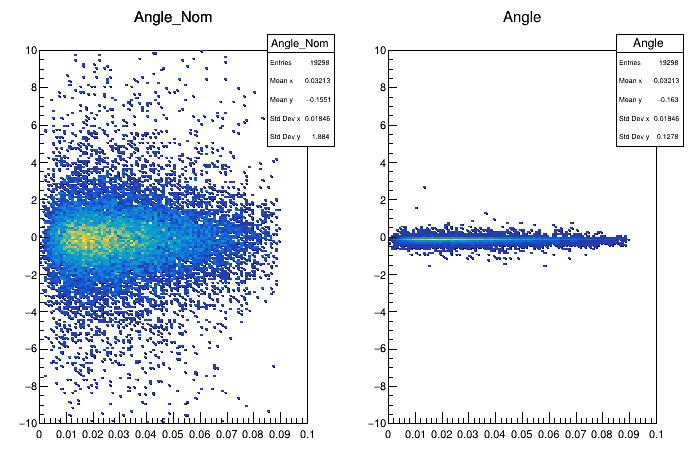 Angle_Nom
Angle_Nom
Entries 19298
Mean x 0.03213
Mean y −0.1551
Std Dev x 0.01846
Std Dev y 1.884
10
8
6
4
2
0
−2
−4
−6
−8
−10
0 0.01 0.02 0.03 0.04 0.05 0.06 0.07 0.08 0.09 0.1
Angle
Angle
Entries 19298
Mean x 0.03213
Mean y −0.163
Std Dev x 0.01846
Std Dev y 0.1278
10
8
6
4
2
0
−2
−4
−6
−8
−10
0 0.01 0.02 0.03 0.04 0.05 0.06 0.07 0.08 0.09 0.1